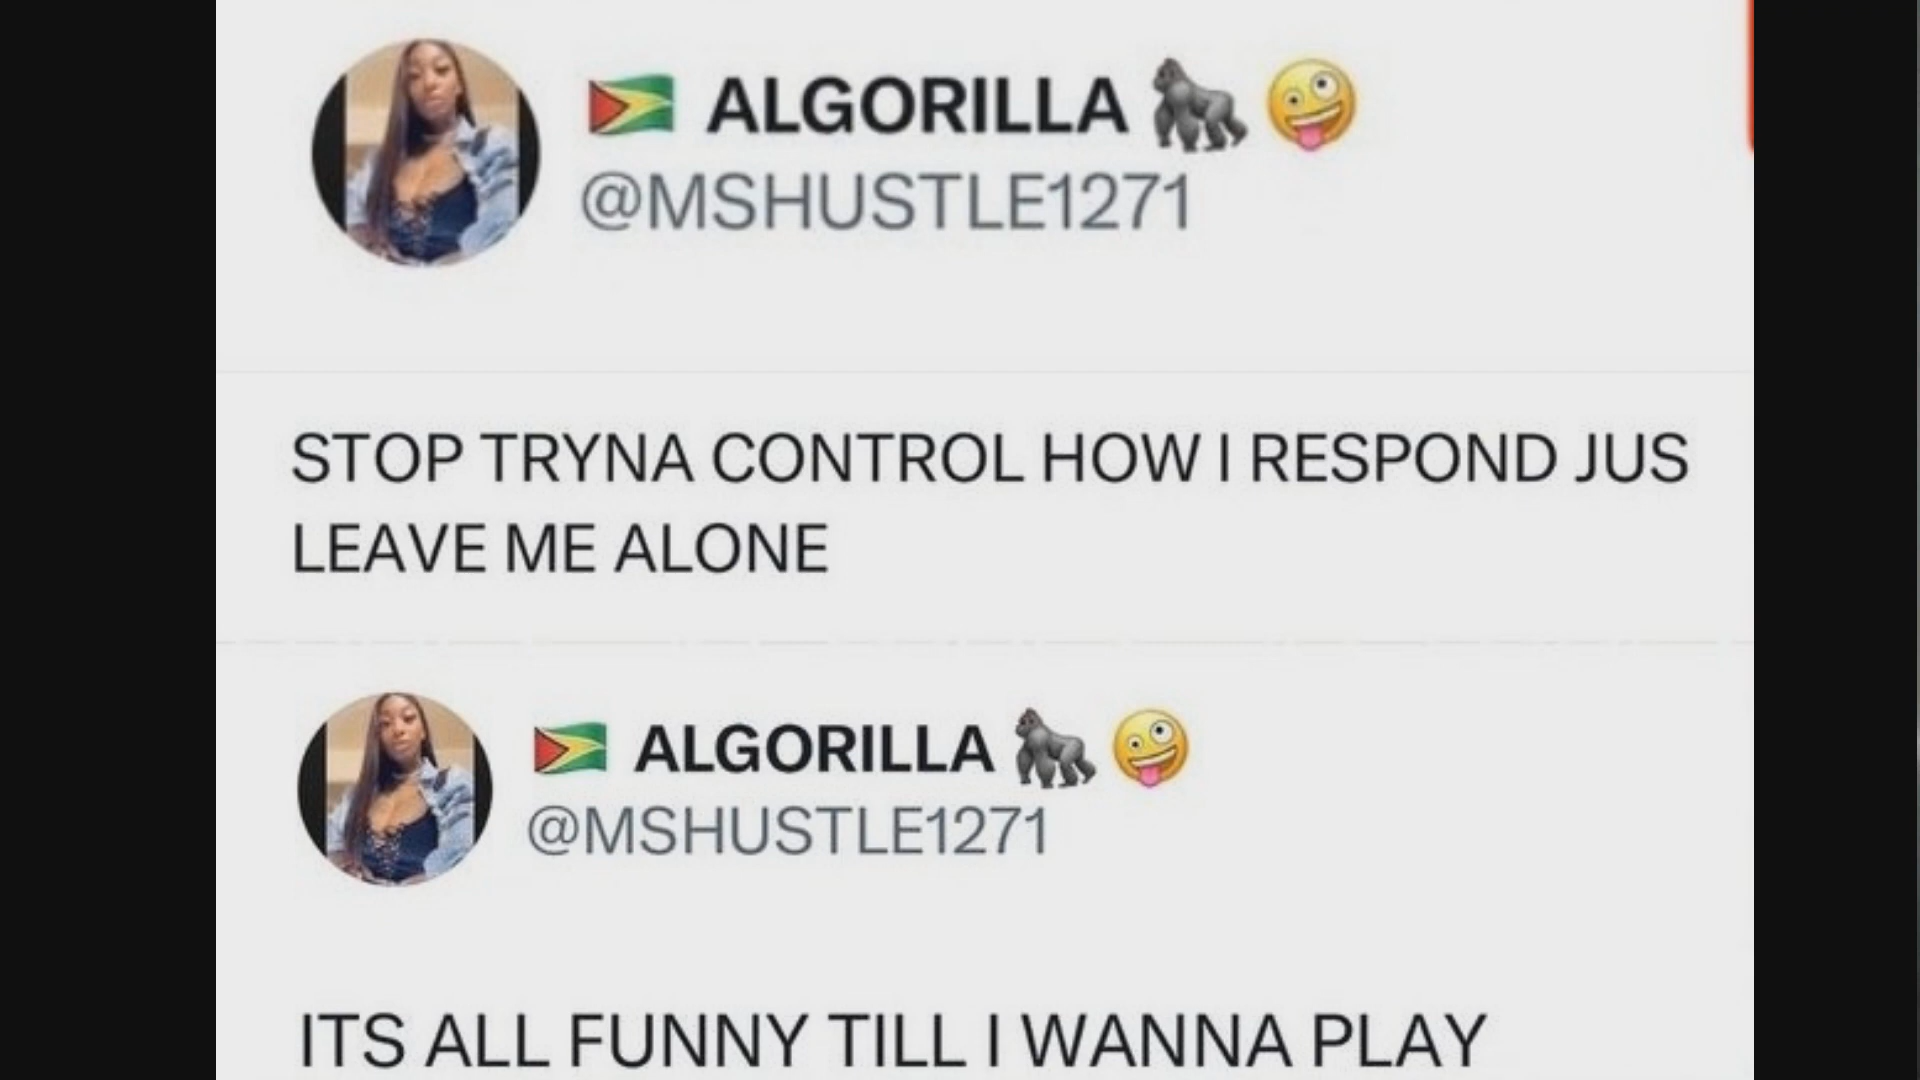 🇬🇾 ALGORILLA 🦍 🤪
@MSHUSTLE1271
STOP TRYNA CONTROL HOW I RESPOND JUS
LEAVE ME ALONE
🇬🇾 ALGORILLA 🦍 🤪
@MSHUSTLE1271
ITS ALL FUNNY TILL I WANNA PLAY